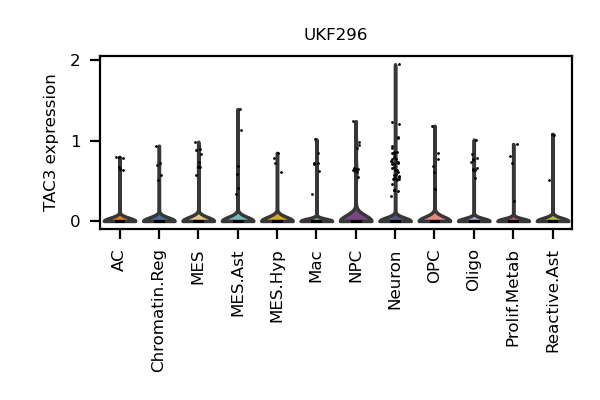 UKF296
TAC3 expression
2
1
0
AC
Chromatin.Reg
MES
MES.Ast
MES.Hyp
Mac
NPC
Neuron
OPC
Oligo
Prolif.Metab
Reactive.Ast